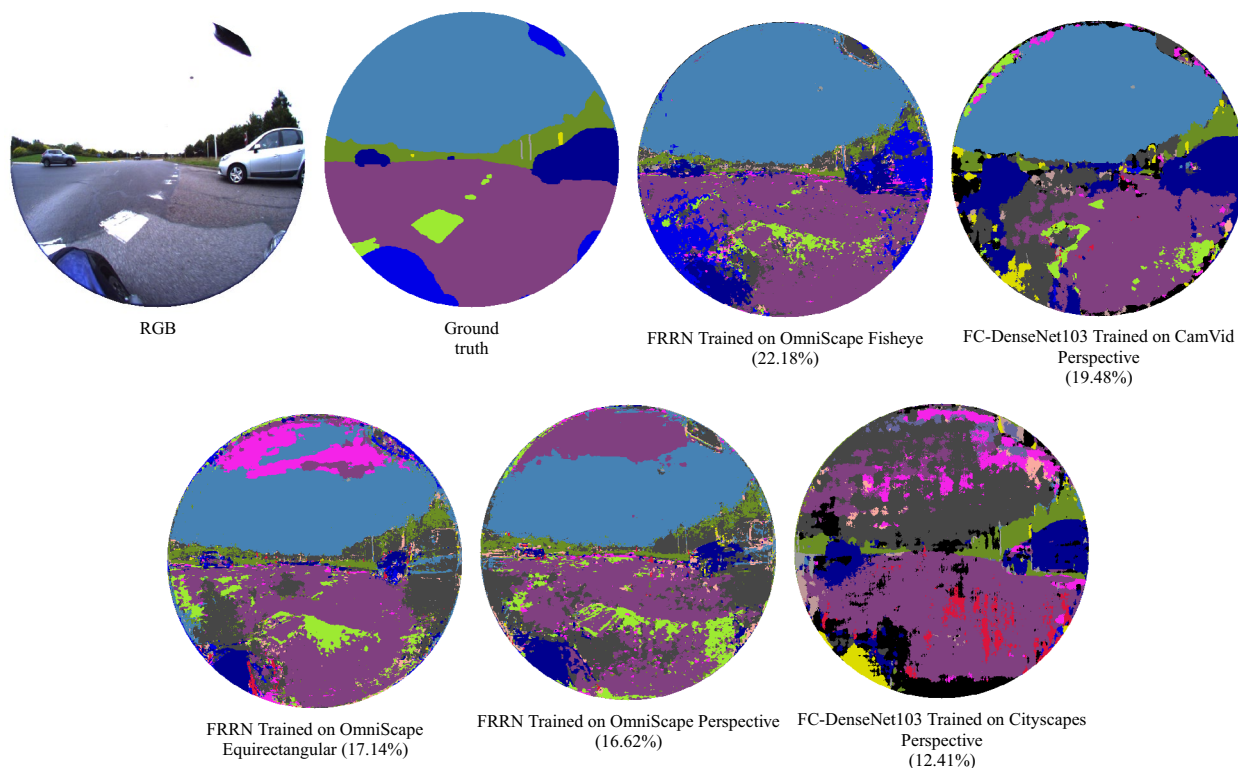 RGB
Ground
truth
FRRN Trained on OmniScape Fisheye
(22.18%)
FC-DenseNet103 Trained on CamVid
Perspective
(19.48%)
FRRN Trained on OmniScape
Equirectangular (17.14%)
FRRN Trained on OmniScape Perspective
(16.62%)
FC-DenseNet103 Trained on Cityscapes
Perspective
(12.41%)